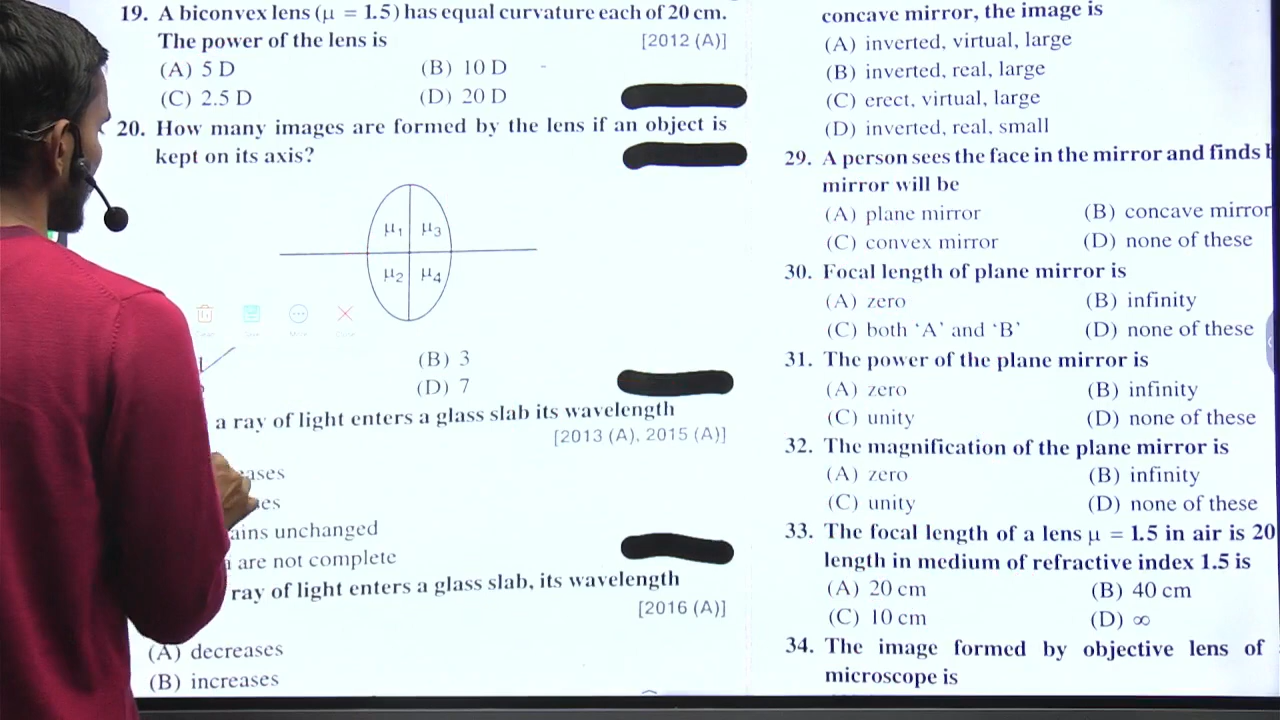 19. A biconvex lens (μ = 1.5) has equal curvature each of 20 cm.
The power of the lens is [2012 (A)]
(A) 5 D (B) 10 D
(C) 2.5 D (D) 20 D
20. How many images are formed by the lens if an object is
kept on its axis?
μ1 μ3
μ2 μ4
(B) 3
(D) 7
a ray of light enters a glass slab its wavelength
[2013 (A), 2015 (A)]
unchanged
are not complete
ray of light enters a glass slab, its wavelength
[2016 (A)]
(A) decreases
(B) increases
concave mirror, the image is
(A) inverted, virtual, large
(B) inverted, real, large
(C) erect, virtual, large
(D) inverted, real, small
29. A person sees the face in the mirror and finds
mirror will be
(A) plane mirror (B) concave mirror
(C) convex mirror (D) none of these
30. Focal length of plane mirror is
(A) zero (B) infinity
(C) both 'A' and 'B' (D) none of these
31. The power of the plane mirror is
(A) zero (B) infinity
(C) unity (D) none of these
32. The magnification of the plane mirror is
(A) zero (B) infinity
(C) unity (D) none of these
33. The focal length of a lens μ = 1.5 in air is 20
length in medium of refractive index 1.5 is
(A) 20 cm (B) 40 cm
(C) 10 cm (D) ∞
34. The image formed by objective lens of
microscope is